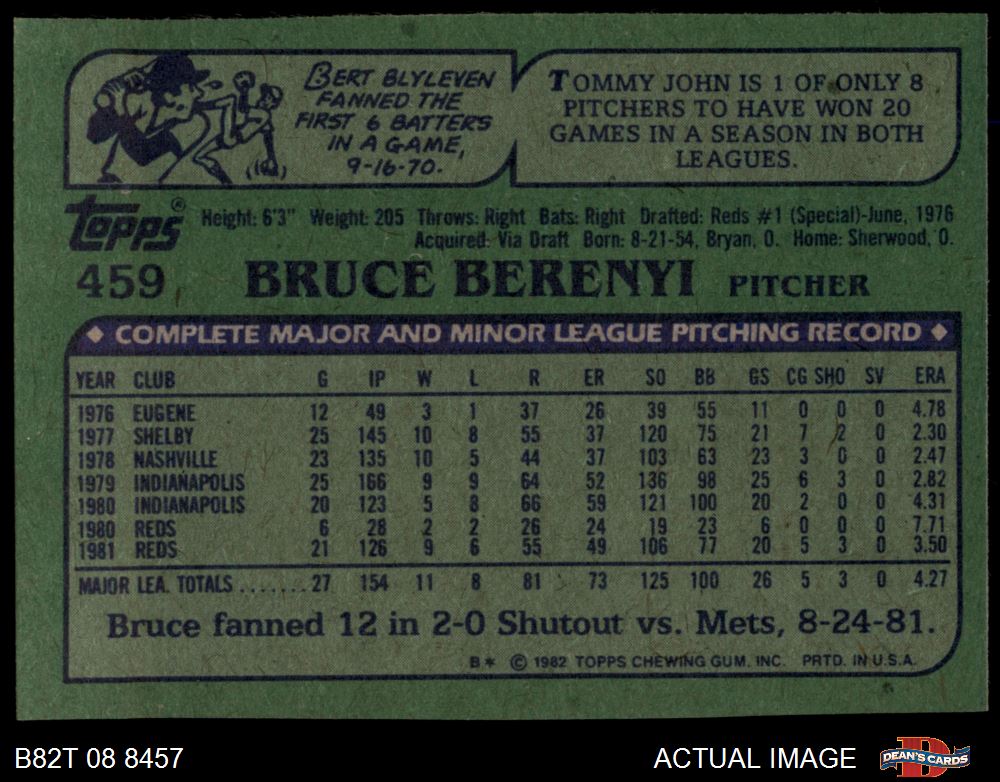 BERT BLYLEVEN
FANNED THE
FIRST 6 BATTERS
IN A GAME,
9-16-70.
TOMMY JOHN IS 1 OF ONLY 8
PITCHERS TO HAVE WON 20
GAMES IN A SEASON IN BOTH
LEAGUES.
Topps®
Height: 6'3" Weight: 205 Throws: Right Bats: Right Drafted: Reds #1 (Special)-June, 1976
Acquired: Via Draft Born: 8-21-54, Bryan, O. Home: Sherwood, O.
459 BRUCE BERENYI PITCHER
◆ COMPLETE MAJOR AND MINOR LEAGUE PITCHING RECORD ◆
YEAR CLUB G IP W L R ER SO BB GS CG SHO SV ERA
1976 EUGENE 12 49 3 1 37 26 39 55 11 0 0 0 4.78
1977 SHELBY 25 145 10 8 55 37 120 75 21 7 2 0 2.30
1978 NASHVILLE 23 135 10 5 44 37 103 63 23 3 0 0 2.47
1979 INDIANAPOLIS 25 166 9 9 64 52 136 98 25 6 3 0 2.82
1980 INDIANAPOLIS 20 123 5 8 66 59 121 100 20 2 0 0 4.31
1980 REDS 6 28 2 2 26 24 19 23 6 0 0 0 7.71
1981 REDS 21 126 9 6 55 49 106 77 20 5 3 0 3.50
MAJOR LEA. TOTALS ....... 27 154 11 8 81 73 125 100 26 5 3 0 4.27
Bruce fanned 12 in 2-0 Shutout vs. Mets, 8-24-81.
B* © 1982 TOPPS CHEWING GUM, INC. PRTD. IN U.S.A.
B82T 08 8457
ACTUAL IMAGE
D
DEAN'S CARDS